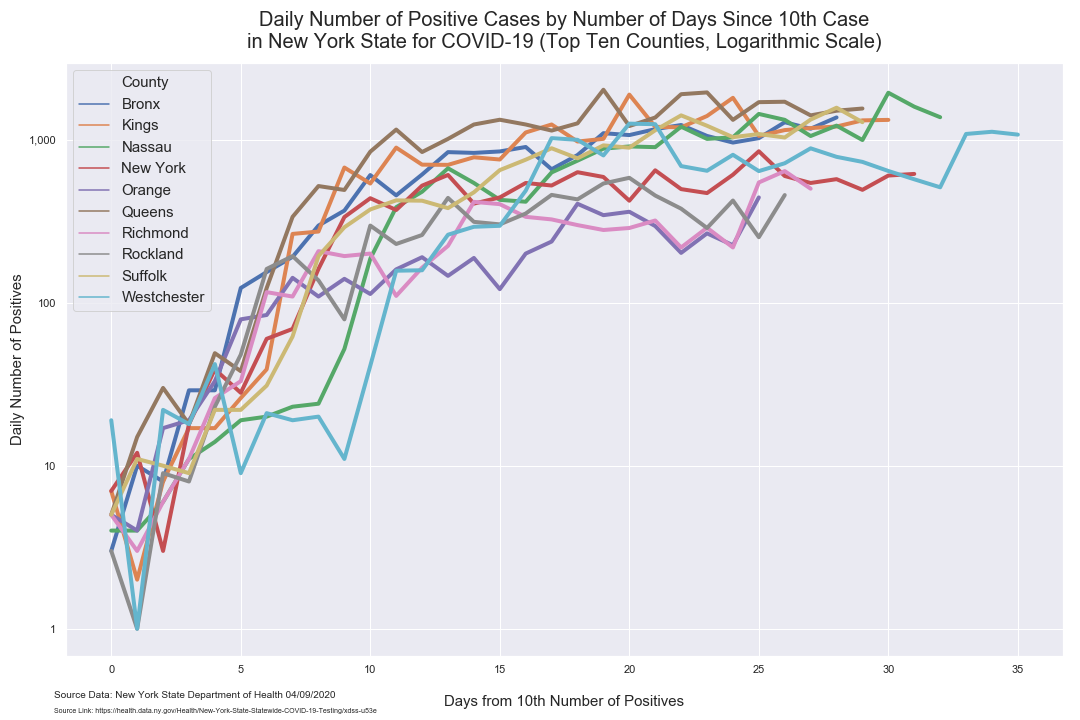 Daily Number of Positive Cases by Number of Days Since 10th Case
in New York State for COVID-19 (Top Ten Counties, Logarithmic Scale)
County
Bronx
Kings
Nassau
New York
Orange
Queens
Richmond
Rockland
Suffolk
Westchester
Daily Number of Positives
1,000
100
10
1
0 5 10 15 20 25 30 35
Days from 10th Number of Positives
Source Data: New York State Department of Health 04/09/2020
Source Link: https://health.data.ny.gov/Health/New-York-State-Statewide-COVID-19-Testing/xdss-u53e